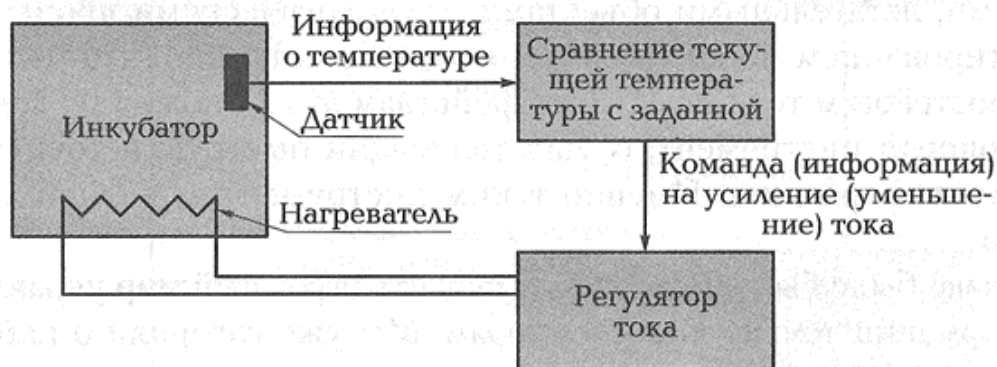 Информация
о температуре
Сравнение теку-
щей темпера-
туры с заданной
Инкубатор
Датчик
Команда (информация)
на усиление (уменьше-
ние) тока
Нагреватель
Регулятор
тока